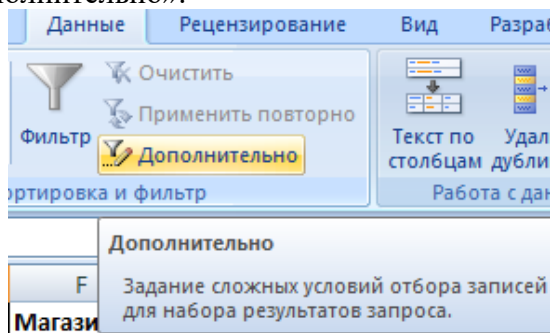 Данные Рецензирование Вид
Очистить
Применить повторно
Фильтр
Дополнительно
Текст по столбцам
и фильтр
Работа с
Дополнительно
Задание сложных условий отбора записей
для набора результатов запроса.
F